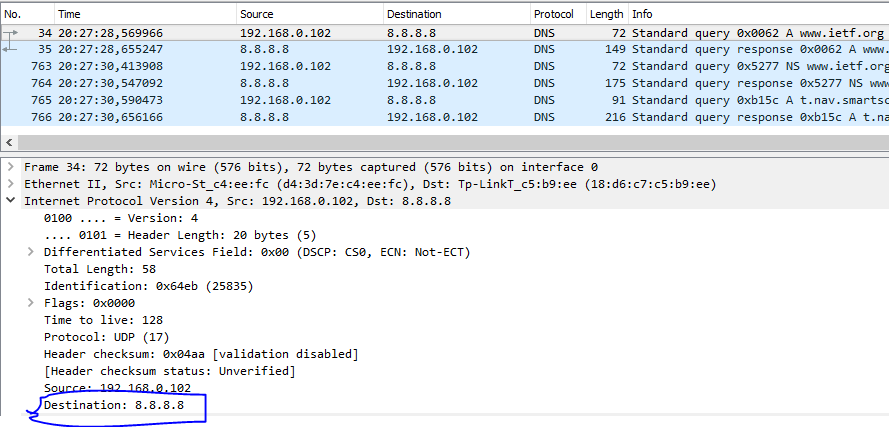 No. Time Source Destination Protocol Length Info
34 20:27:28,569966 192.168.0.102 8.8.8.8 DNS 72 Standard query 0x0062 A www.ietf.org
35 20:27:28,655247 8.8.8.8 192.168.0.102 DNS 149 Standard query response 0x0062 A www.
763 20:27:30,413908 192.168.0.102 8.8.8.8 DNS 72 Standard query 0x5277 NS www.ietf.org
764 20:27:30,547092 8.8.8.8 192.168.0.102 DNS 175 Standard query response 0x5277 NS www
765 20:27:30,590473 192.168.0.102 8.8.8.8 DNS 91 Standard query 0xb15c A t.nav.smartsc
766 20:27:30,656166 8.8.8.8 192.168.0.102 DNS 216 Standard query response 0xb15c A t.na
Frame 34: 72 bytes on wire (576 bits), 72 bytes captured (576 bits) on interface 0
Ethernet II, Src: Micro-St_c4:ee:fc (d4:3d:7e:c4:ee:fc), Dst: Tp-LinkT_c5:b9:ee (18:d6:c7:c5:b9:ee)
Internet Protocol Version 4, Src: 192.168.0.102, Dst: 8.8.8.8
0100 .... = Version: 4
.... 0101 = Header Length: 20 bytes (5)
Differentiated Services Field: 0x00 (DSCP: CS0, ECN: Not-ECT)
Total Length: 58
Identification: 0x64eb (25835)
Flags: 0x0000
Time to live: 128
Protocol: UDP (17)
Header checksum: 0x04aa [validation disabled]
[Header checksum status: Unverified]
Source: 192.168.0.102
Destination: 8.8.8.8